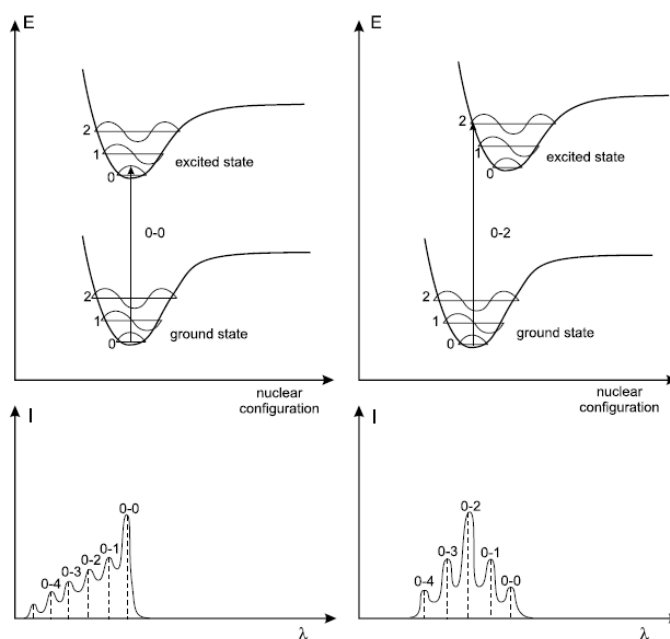 E
2
1
0
excited state
0-0
2
1
0
ground state
nuclear
configuration
E
2
1
0
excited state
0-2
2
1
0
ground state
nuclear
configuration
I
0-0
0-1
0-2
0-3
0-4
λ
I
0-2
0-3
0-1
0-4
0-0
λ